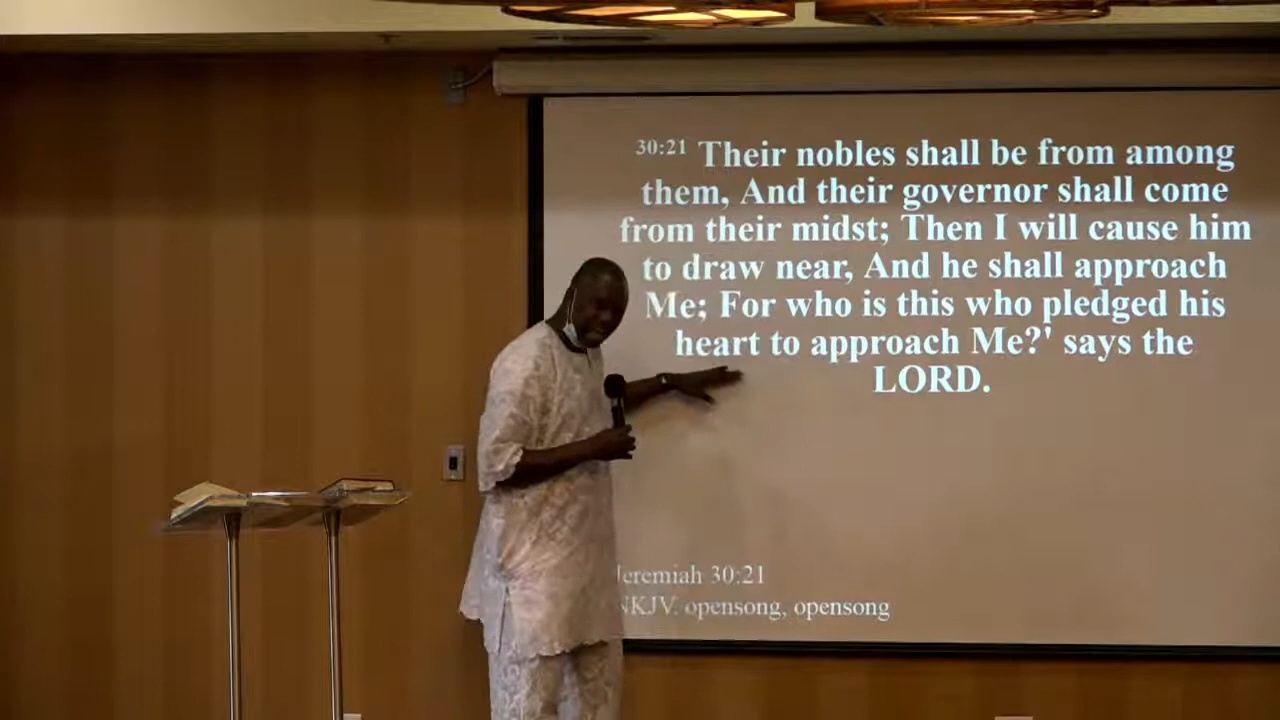 30:21 Their nobles shall be from among
them, And their governor shall come
from their midst; Then I will cause him
to draw near, And he shall approach
Me; For who is this who pledged his
heart to approach Me?' says the
LORD.
Jeremiah 30:21
NKJV. opensong, opensong